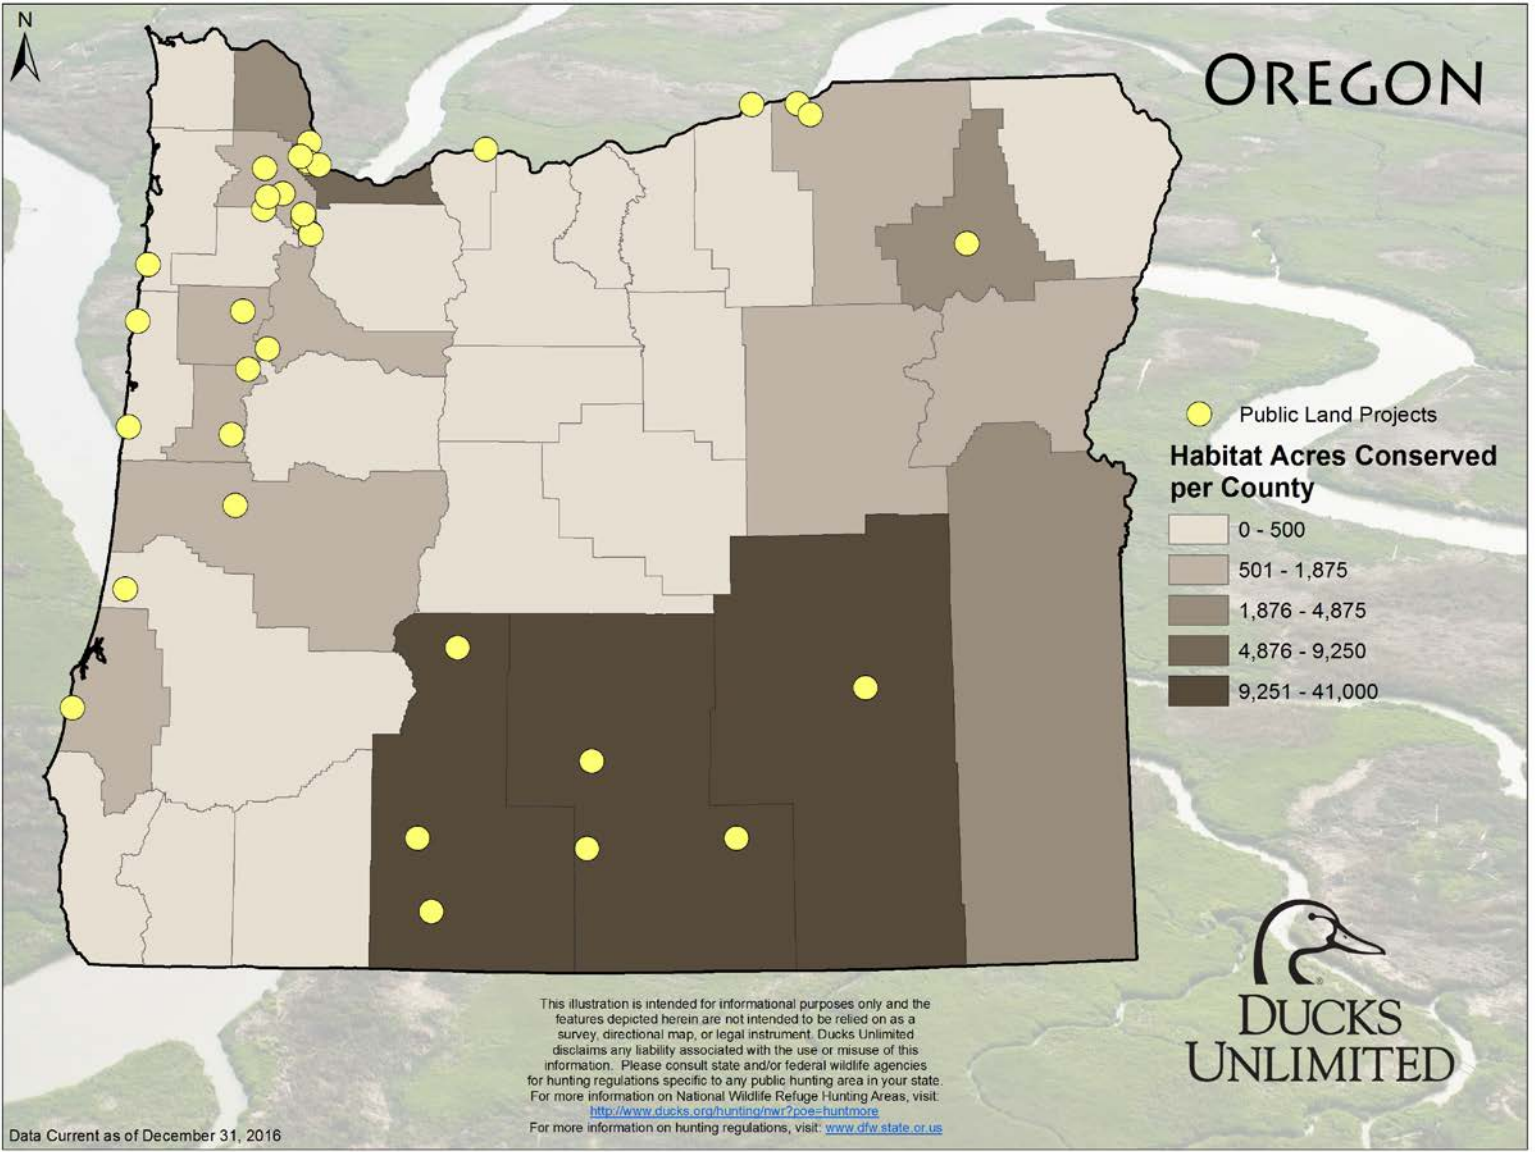 N
OREGON
Public Land Projects
Habitat Acres Conserved
per County
0 - 500
501 - 1,875
1,876 - 4,875
4,876 - 9,250
9,251 - 41,000
This illustration is intended for informational purposes only and the
features depicted herein are not intended to be relied on as a
survey, directional map, or legal instrument. Ducks Unlimited
disclaims any liability associated with the use or misuse of this
information. Please consult state and/or federal wildlife agencies
for hunting regulations specific to any public hunting area in your state.
For more information on National Wildlife Refuge Hunting Areas, visit:
http://www.ducks.org/hunting/nwr?poe=huntmore
For more information on hunting regulations, visit: www.dfw.state.or.us
®
DUCKS
UNLIMITED
Data Current as of December 31, 2016